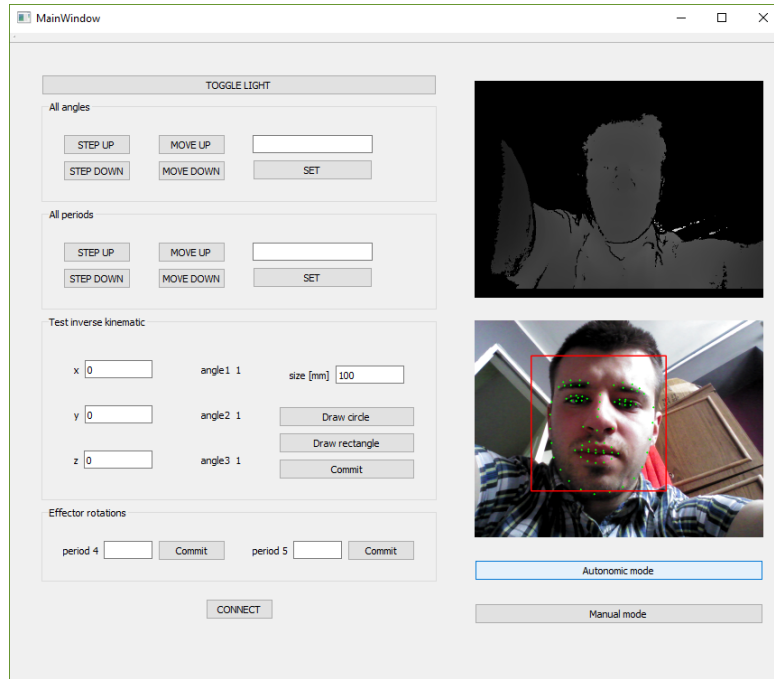 MainWindow
TOGGLE LIGHT
All angles
STEP UP MOVE UP
STEP DOWN MOVE DOWN SET
All periods
STEP UP MOVE UP
STEP DOWN MOVE DOWN SET
Test inverse kinematic
x 0 angle1 1 size [mm] 100
y 0 angle2 1 Draw circle
Draw rectangle
z 0 angle3 1 Commit
Effector rotations
period 4 Commit period 5 Commit
Autonomic mode
CONNECT Manual mode